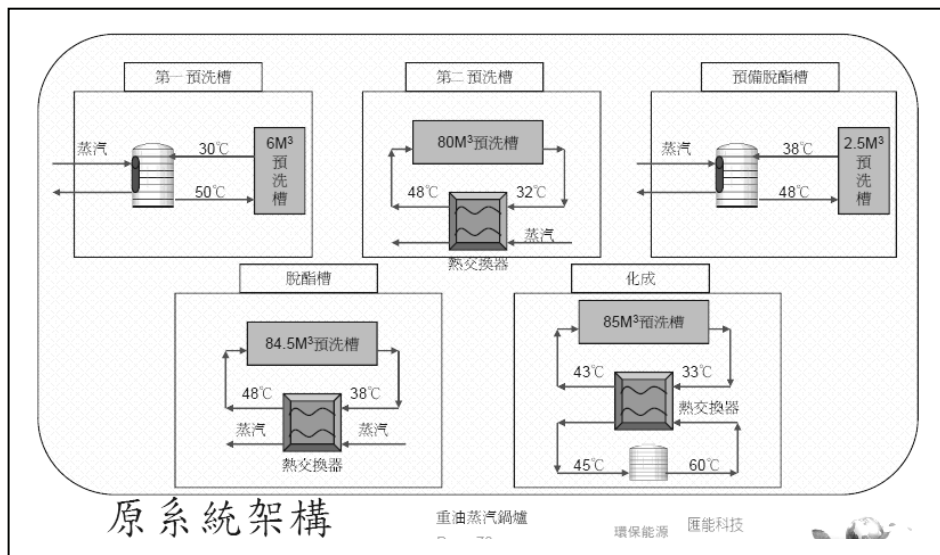 第一預洗槽
蒸汽
30℃
50℃
6M³
預
洗
槽
第二預洗槽
80M³預洗槽
48℃
32℃
蒸汽
熱交換器
預備脫酯槽
蒸汽
38℃
48℃
2.5M³
預
洗
槽
脫酯槽
84.5M³預洗槽
48℃
38℃
蒸汽
蒸汽
熱交換器
化成
85M³預洗槽
43℃
33℃
熱交換器
45℃
60℃
原系統架構
重油蒸汽鍋爐
環保能源
匯能科技